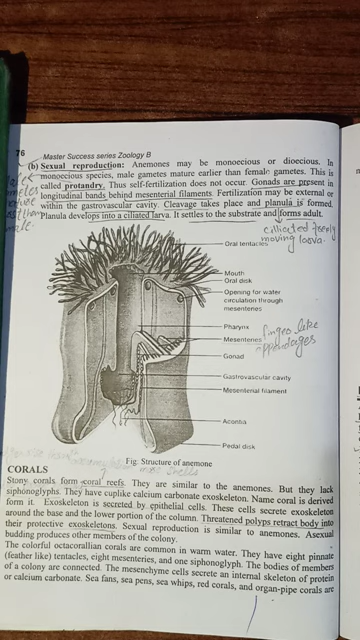 76
Master Success series Zoology B
(b) Sexual reproduction: Anemones may be monoecious or dioecious. In
monoecious species, male gametes mature earlier than female gametes. This is
called protandry. Thus self-fertilization does not occur. Gonads are present in
longitudinal bands behind mesenterial filaments. Fertilization may be external or
within the gastrovascular cavity. Cleavage takes place and planula is formed.
Planula develops into a ciliated larva. It settles to the substrate and forms adult.
ciliated freely
moving larva.
Oral tentacles
Mouth
Oral disk
Opening for water
circulation through
mesenteries
Pharynx
Mesenteries
finger like
appendages
Gonad
Gastrovascular cavity
Mesenterial filament
Acontia
Pedal disk
Fig: Structure of anemone
CORALS
Stony corals form coral reefs. They are similar to the anemones. But they lack
siphonoglyphs. They have cuplike calcium carbonate exoskeleton. Name coral is derived
form it. Exoskeleton is secreted by epithelial cells. These cells secrete exoskeleton
around the base and the lower portion of the column. Threatened polyps retract body into
their protective exoskeletons. Sexual reproduction is similar to anemones. Asexual
budding produces other members of the colony.
The colorful octacorallian corals are common in warm water. They have eight pinnate
(feather like) tentacles, eight mesenteries, and one siphonoglyph. The bodies of members
of a colony are connected. The mesenchyme cells secrete an internal skeleton of protein
or calcium carbonate. Sea fans, sea pens, sea whips, red corals, and organ-pipe corals are